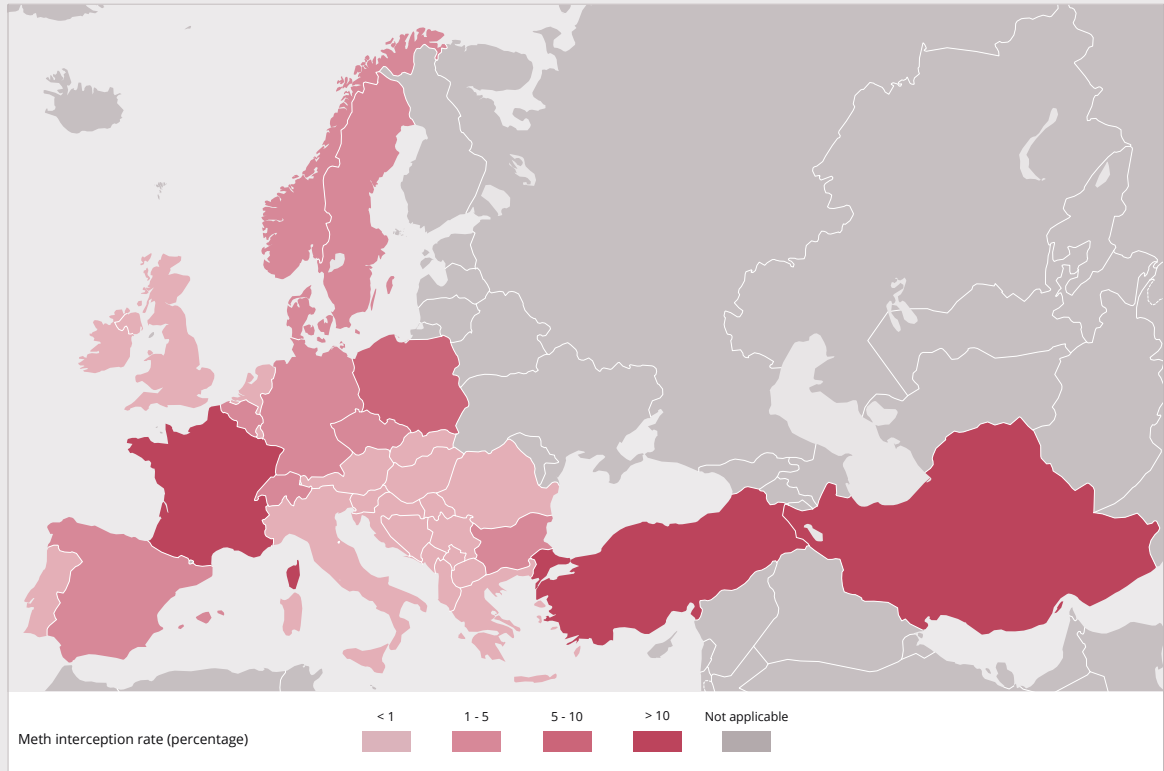 < 1
1 - 5
5 - 10
> 10
Not applicable
Meth interception rate (percentage)